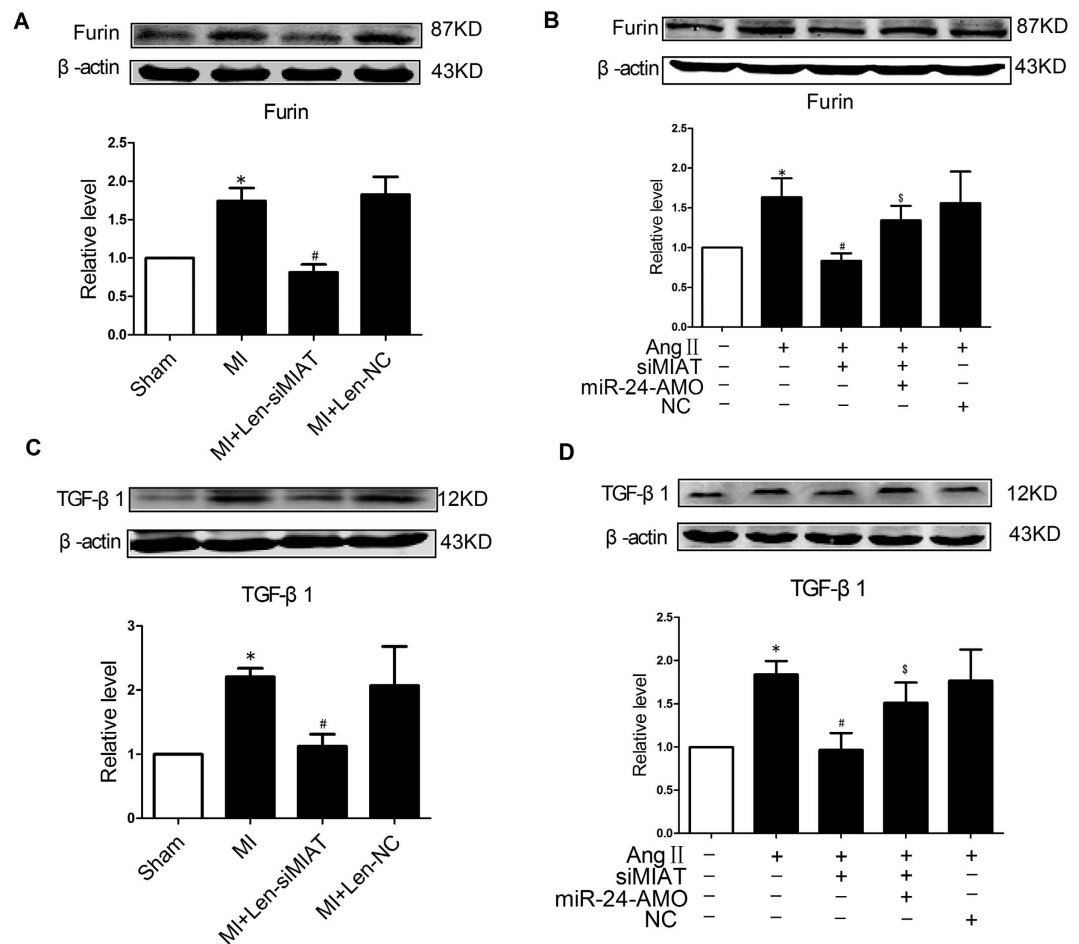 A
Furin 87KD
β -actin 43KD
Furin
Relative level
2.5
2.0
1.5
1.0
0.5
0.0
*
#
Sham
MI
MI+Len-siMIAT
MI+Len-NC
B
Furin 87KD
β -actin 43KD
Furin
Relative level
2.5
2.0
1.5
1.0
0.5
0.0
*
#
$
– + + + + Ang Ⅱ
– – + + – siMIAT
– – – + – miR-24-AMO
– – – – + NC
C
TGF-β 1 12KD
β -actin 43KD
TGF-β 1
Relative level
3
2
1
0
*
#
Sham
MI
MI+Len-siMIAT
MI+Len-NC
D
TGF-β 1 12KD
β -actin 43KD
TGF-β 1
Relative level
2.5
2.0
1.5
1.0
0.5
0.0
*
#
$
Ang Ⅱ – + + + +
siMIAT – – + + –
miR-24-AMO – – – + –
NC – – – – +